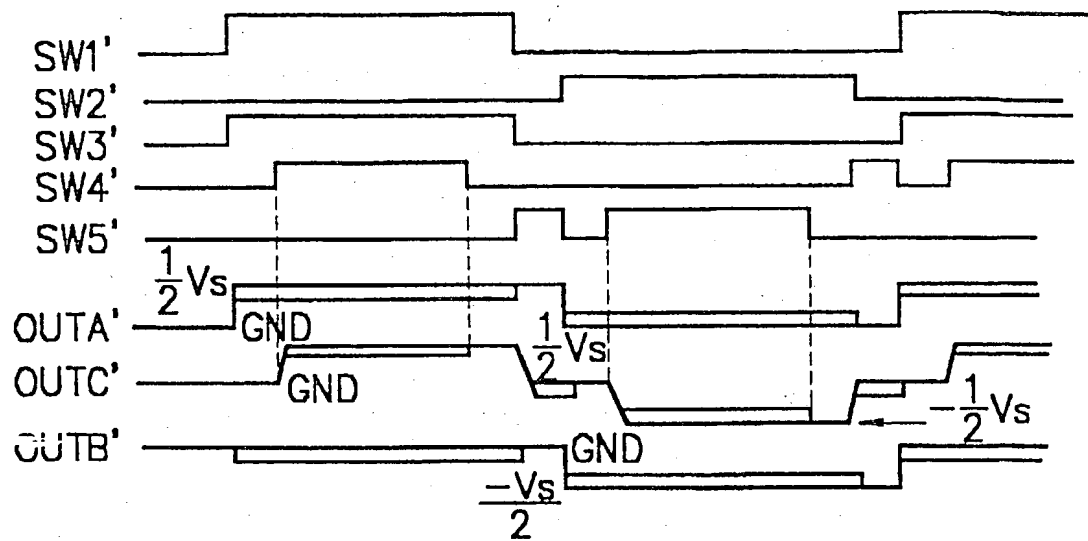 SW1'
SW2'
SW3'
SW4'
SW5'
1/2 Vs
OUTA'
GND
1/2 Vs
OUTC'
GND
-1/2 Vs
OUTB'
GND
-Vs/2